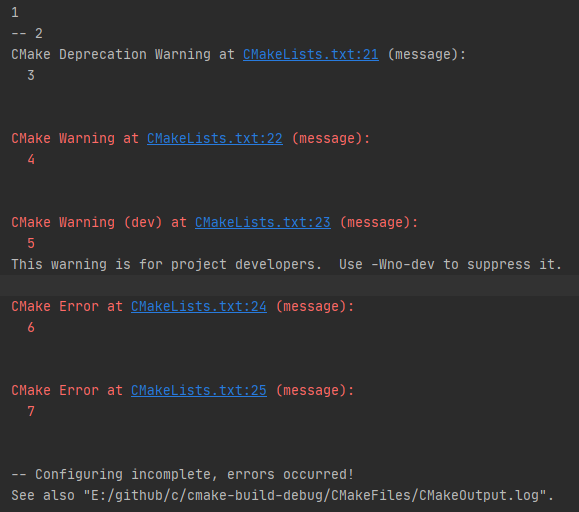 1
-- 2
CMake Deprecation Warning at CMakeLists.txt:21 (message):
  3
CMake Warning at CMakeLists.txt:22 (message):
  4
CMake Warning (dev) at CMakeLists.txt:23 (message):
  5
This warning is for project developers.  Use -Wno-dev to suppress it.
CMake Error at CMakeLists.txt:24 (message):
  6
CMake Error at CMakeLists.txt:25 (message):
  7
-- Configuring incomplete, errors occurred!
See also "E:/github/c/cmake-build-debug/CMakeFiles/CMakeOutput.log".